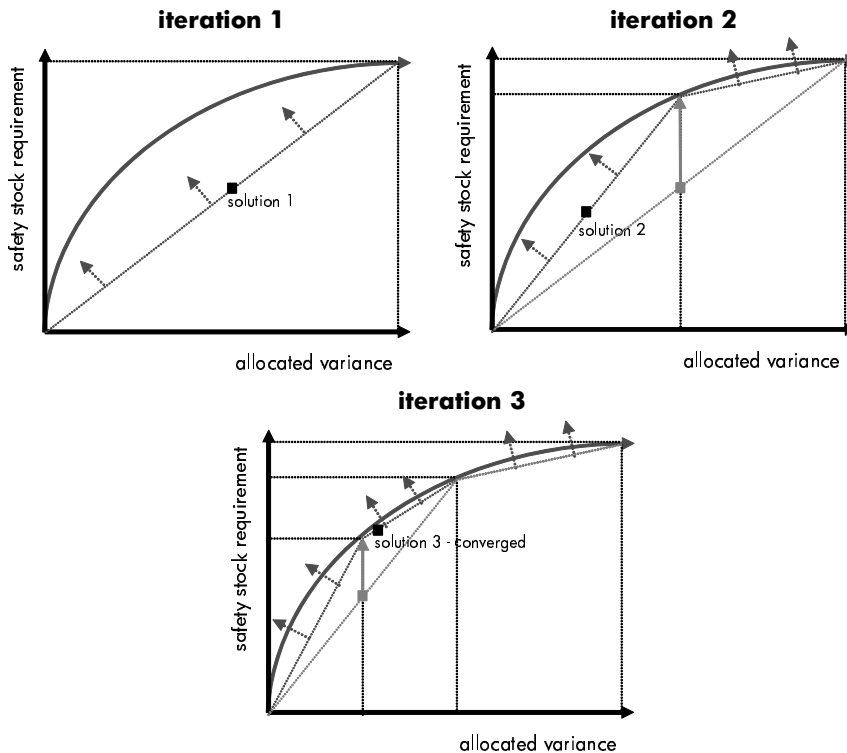 iteration 1
safety stock requirement
solution 1
allocated variance
iteration 2
safety stock requirement
solution 2
allocated variance
iteration 3
safety stock requirement
solution 3 - converged
allocated variance